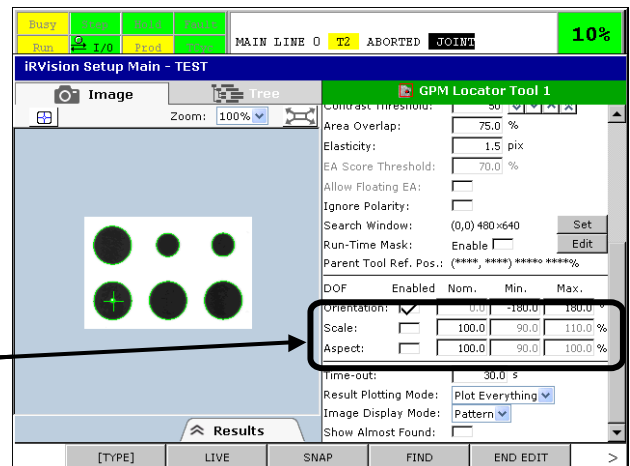 Busy Step Hold Fault
Run I/O Prod TCyc
MAIN LINE 0 T2 ABORTED JOINT
10%
iRVision Setup Main - TEST
Image Tree
GPM Locator Tool 1
Zoom: 100%
Contrast Threshold: 50
Area Overlap: 75.0 %
Elasticity: 1.5 pix
EA Score Threshold: 70.0 %
Allow Floating EA:
Ignore Polarity:
Search Window: (0,0) 480×640 Set
Run-Time Mask: Enable Edit
Parent Tool Ref. Pos.: (****, ****) ****° ****%
DOF Enabled Nom. Min. Max.
Orientation: 0.0 -180.0 180.0 °
Scale: 100.0 90.0 110.0 %
Aspect: 100.0 90.0 100.0 %
Time-out: 30.0 s
Result Plotting Mode: Plot Everything
Image Display Mode: Pattern
Show Almost Found:
Results
[TYPE] LIVE SNAP FIND END EDIT >